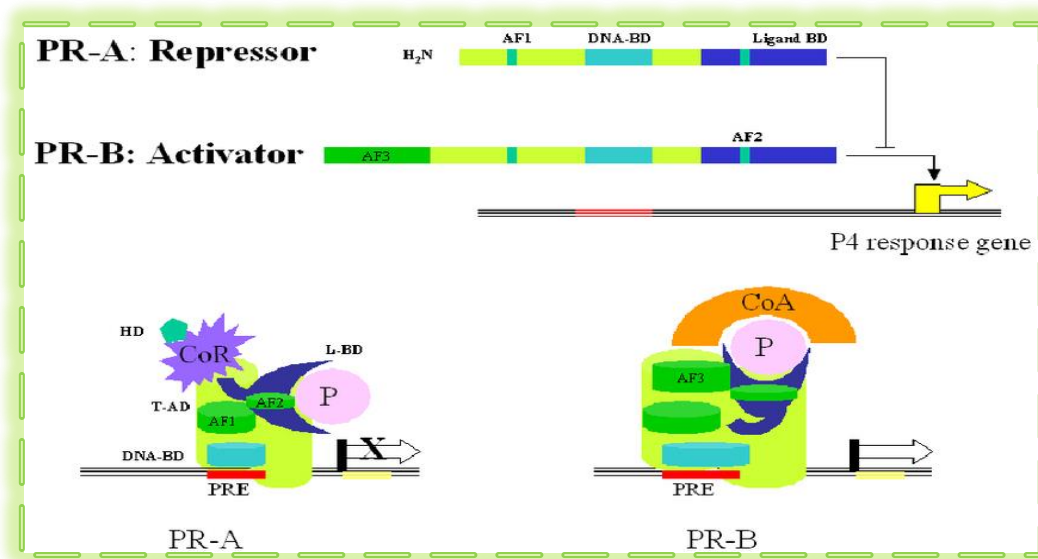 PR-A: Repressor
H₂N
AF1
DNA-BD
Ligand BD
PR-B: Activator
AF3
AF2
P4 response gene
HD
CoR
L-BD
P
T-AD
AF1
AF2
DNA-BD
X
PRE
PR-A
CoA
P
AF3
PRE
PR-B